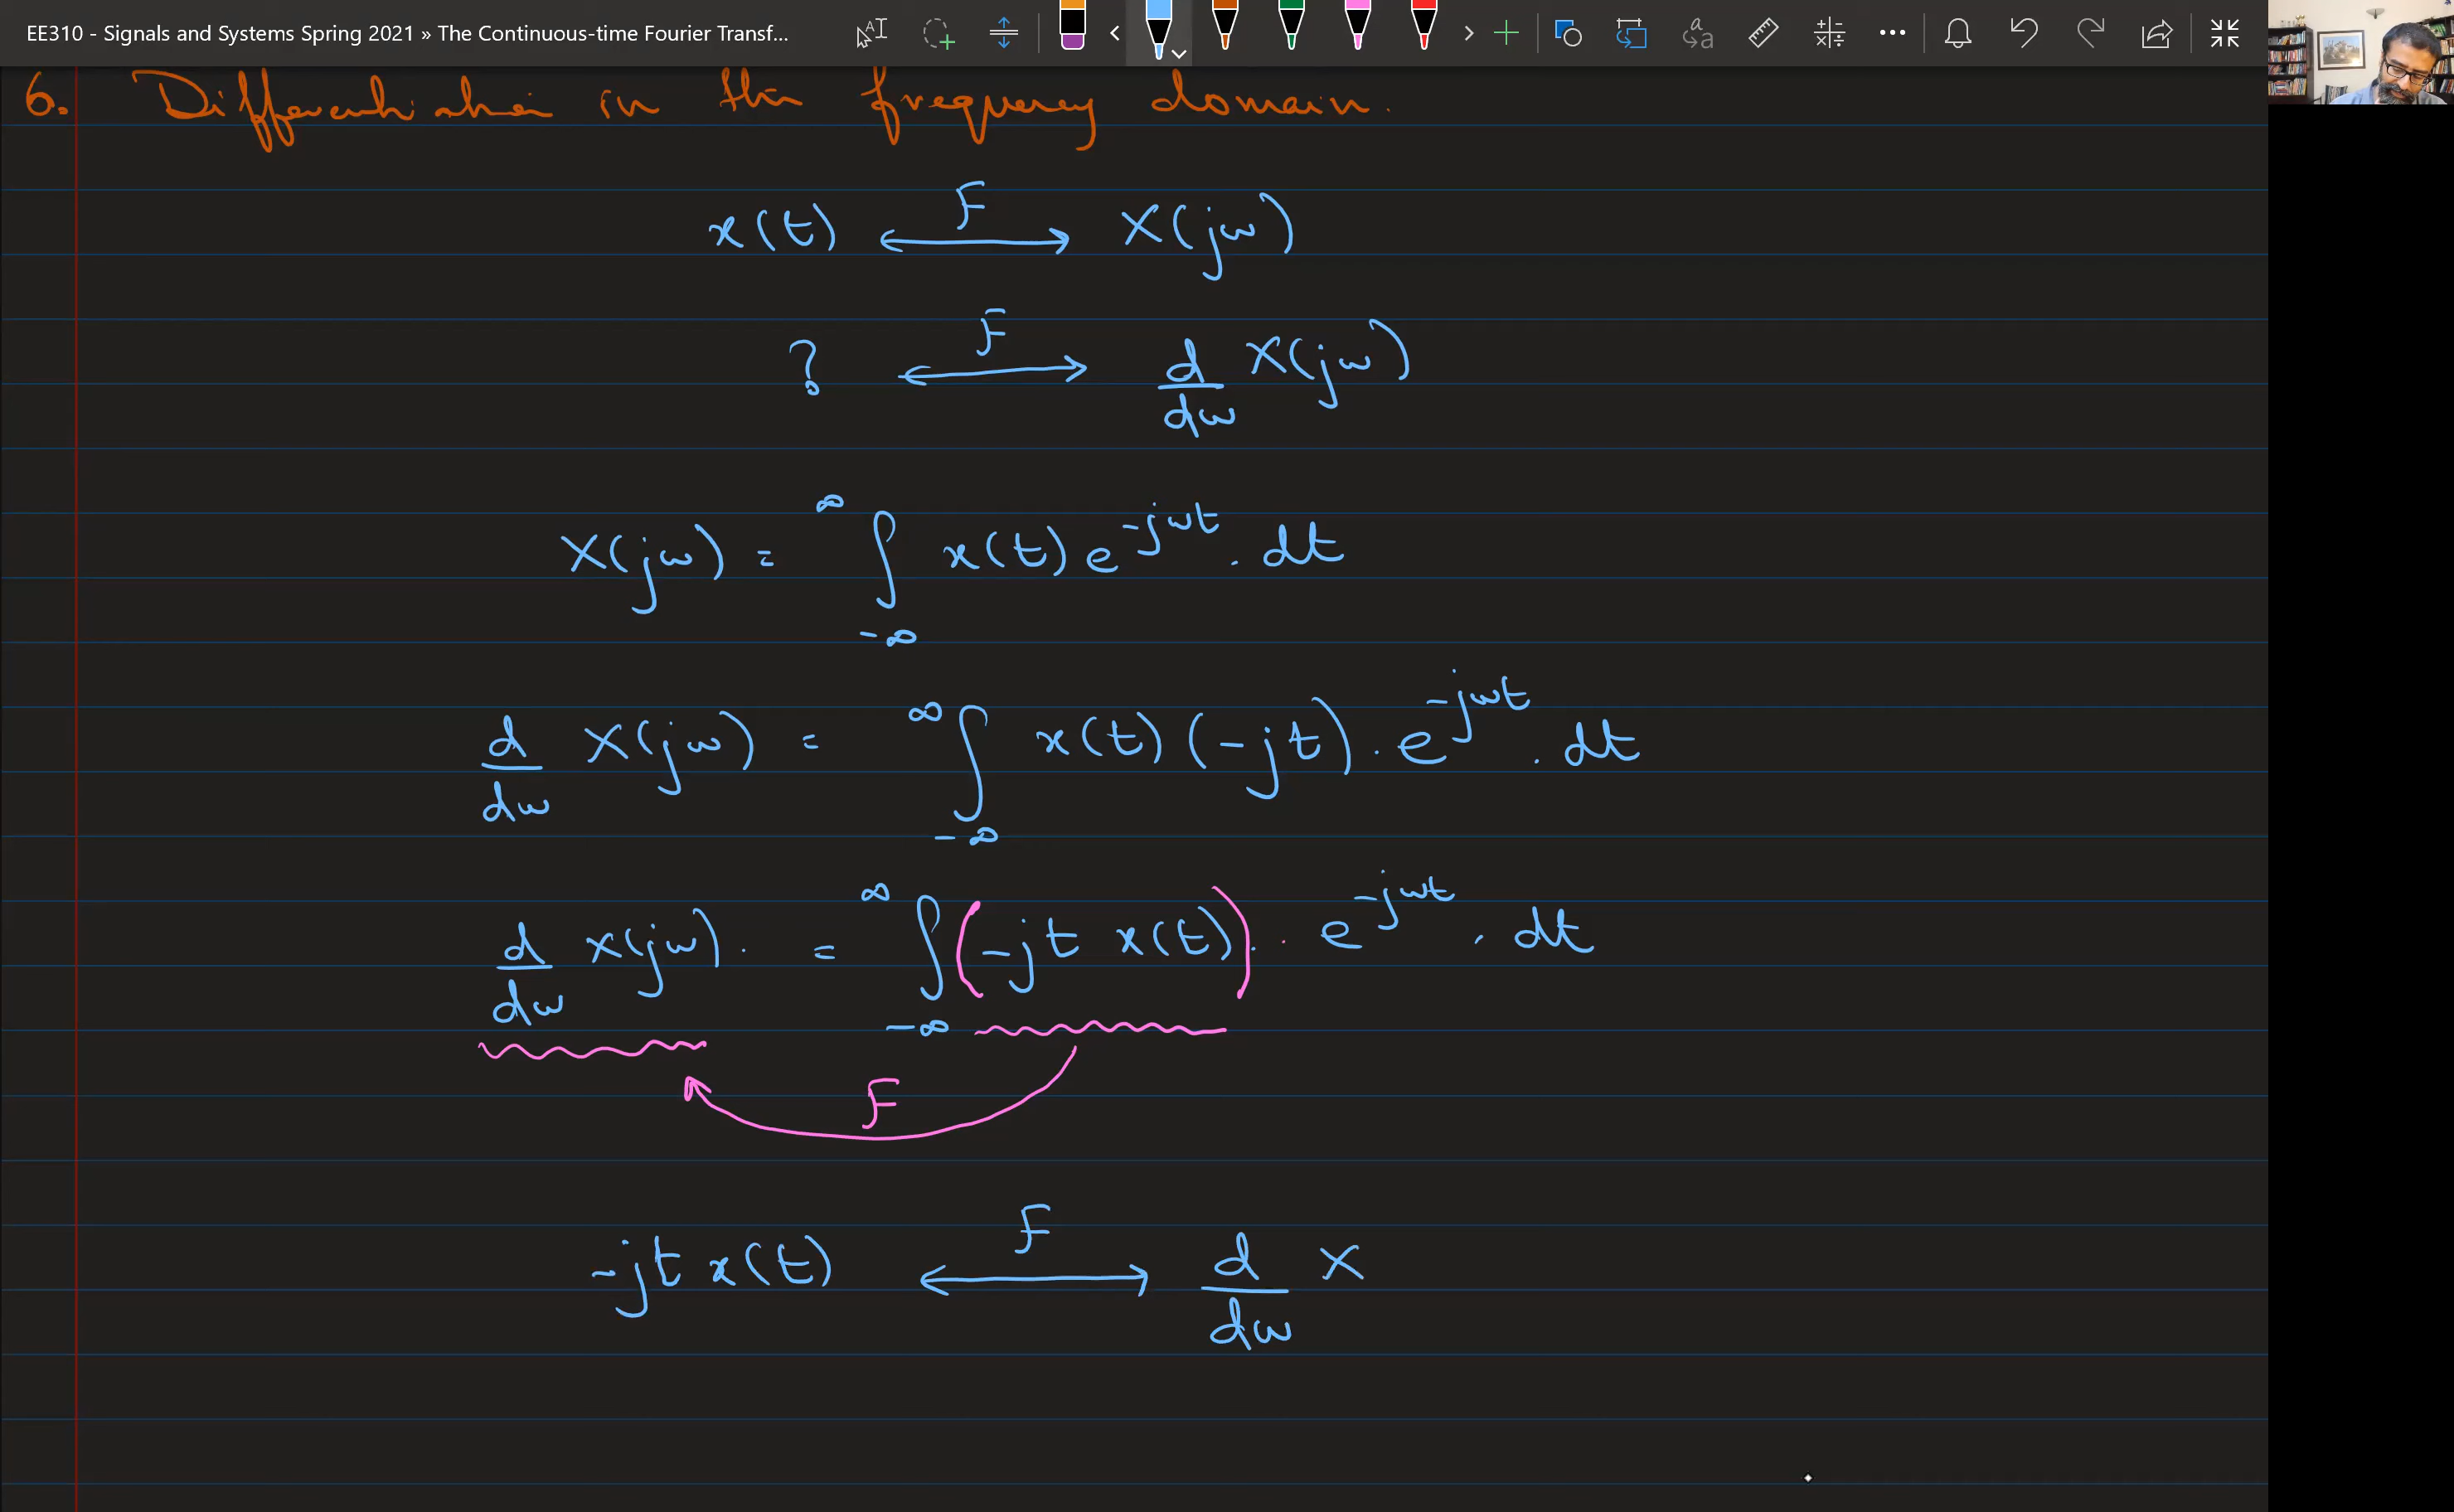 EE310 - Signals and Systems Spring 2021 » The Continuous-time Fourier Transf...
6. Differentiation in the frequency domain.
x(t) ⟷ F X(jω)
? ⟷ F d/dω X(jω)
X(jω) = ∫_{-∞}^{∞} x(t) e^{-jωt} . dt
d/dω X(jω) = ∫_{-∞}^{∞} x(t) (-jt) . e^{-jωt} . dt
d/dω X(jω) . = ∫_{-∞}^{∞} (-jt x(t)) . e^{-jωt} . dt
F
-jt x(t) ⟷ F d/dω X